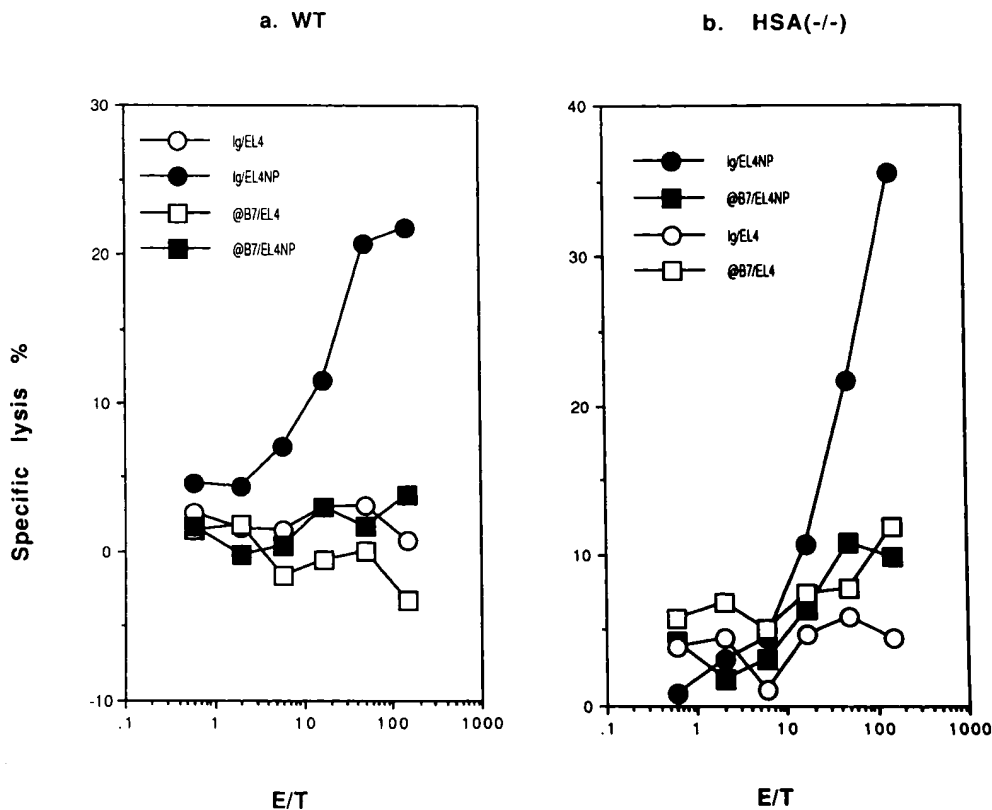 a. WT
b. HSA(-/-)
Specific lysis %
30
20
10
0
-10
Ig/EL4
Ig/EL4NP
@B7/EL4
@B7/EL4NP
.1 1 10 100 1000
E/T
40
30
20
10
0
Ig/EL4NP
@B7/EL4NP
Ig/EL4
@B7/EL4
.1 1 10 100 1000
E/T